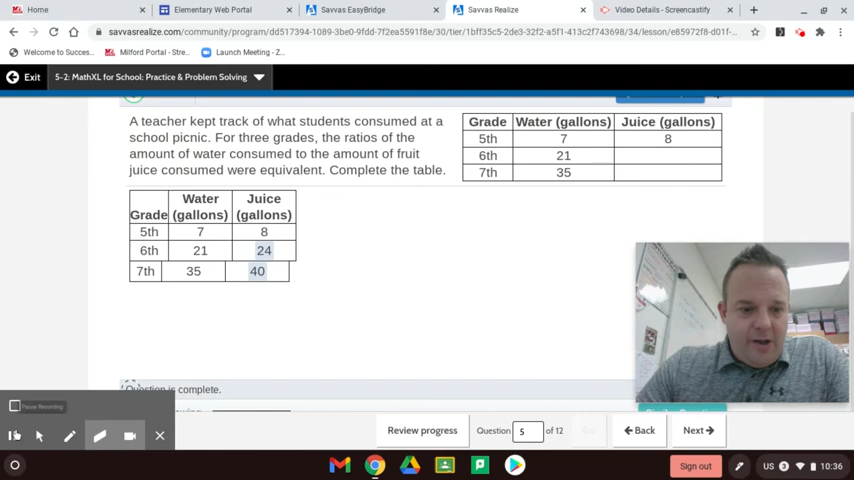 Home
Elementary Web Portal
Savvas EasyBridge
Savvas Realize
Video Details - Screencastify
savvasrealize.com/community/program/dd517394-1089-3be0-9fdd-7f2ea5591f8e/30/tier/1bff35c5-2de3-32f2-a5f1-413c2f743698/34/lesson/e85972f8-d01f-...
Welcome to Succes...
Milford Portal - Stre...
Launch Meeting - Z...
Exit
5-2: MathXL for School: Practice & Problem Solving
A teacher kept track of what students consumed at a
school picnic. For three grades, the ratios of the
amount of water consumed to the amount of fruit
juice consumed were equivalent. Complete the table.
Grade Water (gallons) Juice (gallons)
5th 7 8
6th 21
7th 35
Water Juice
Grade (gallons) (gallons)
5th 7 8
6th 21 24
7th 35 40
Question is complete.
Pause Recording
Review progress
Question 5 of 12
Go
Back
Next
Sign out
US 3 10:36